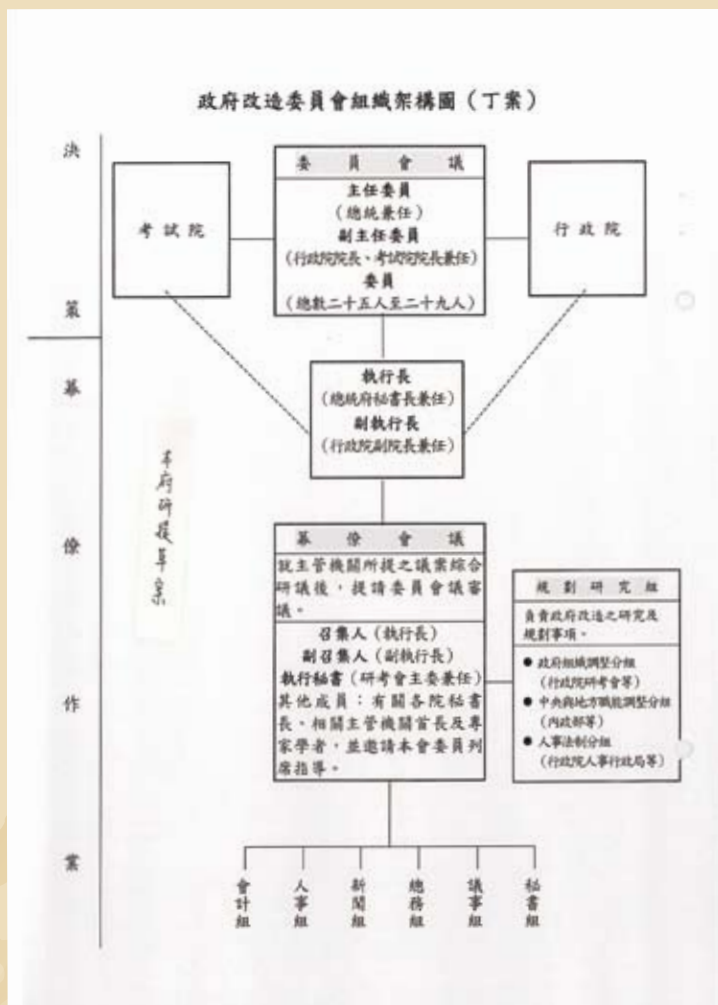 政府改造委員會組織架構圖（丁案）
決策
委員會議
主任委員
（總統兼任）
副主任委員
（行政院院長、考試院院長兼任）
委員
（總數二十五人至二十九人）
考試院
行政院
幕僚作業
執行長
（總統府秘書長兼任）
副執行長
（行政院副院長兼任）
本府研提草案
幕僚會議
就主管機關所提之議案綜合
研議後，提請委員會議審
議。
召集人（執行長）
副召集人（副執行長）
執行秘書（研考會主委兼任）
其他成員：有關各院秘書
長、相關主管機關首長及專
家學者，並邀請本會委員列
席指導。
規劃研究組
負責政府改造之研究及
規劃事項。
● 政府組織調整分組
（行政院研考會等）
● 中央與地方職能調整分組
（內政部等）
● 人事法制分組
（行政院人事行政局等）
會計組
人事組
新聞組
總務組
議事組
秘書組